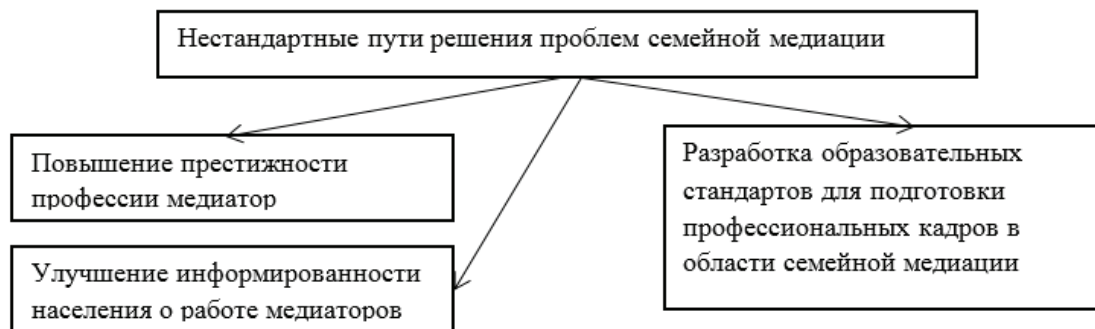 Нестандартные пути решения проблем семейной медиации
Повышение престижности
профессии медиатор
Улучшение информированности
населения о работе медиаторов
Разработка образовательных
стандартов для подготовки
профессиональных кадров в
области семейной медиации